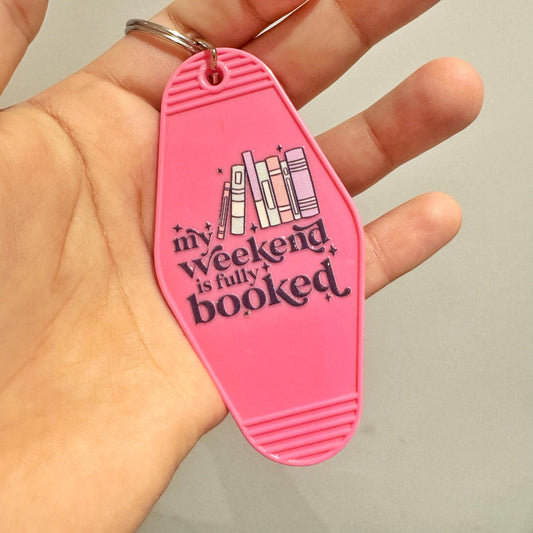 my
weekend
is fully
booked